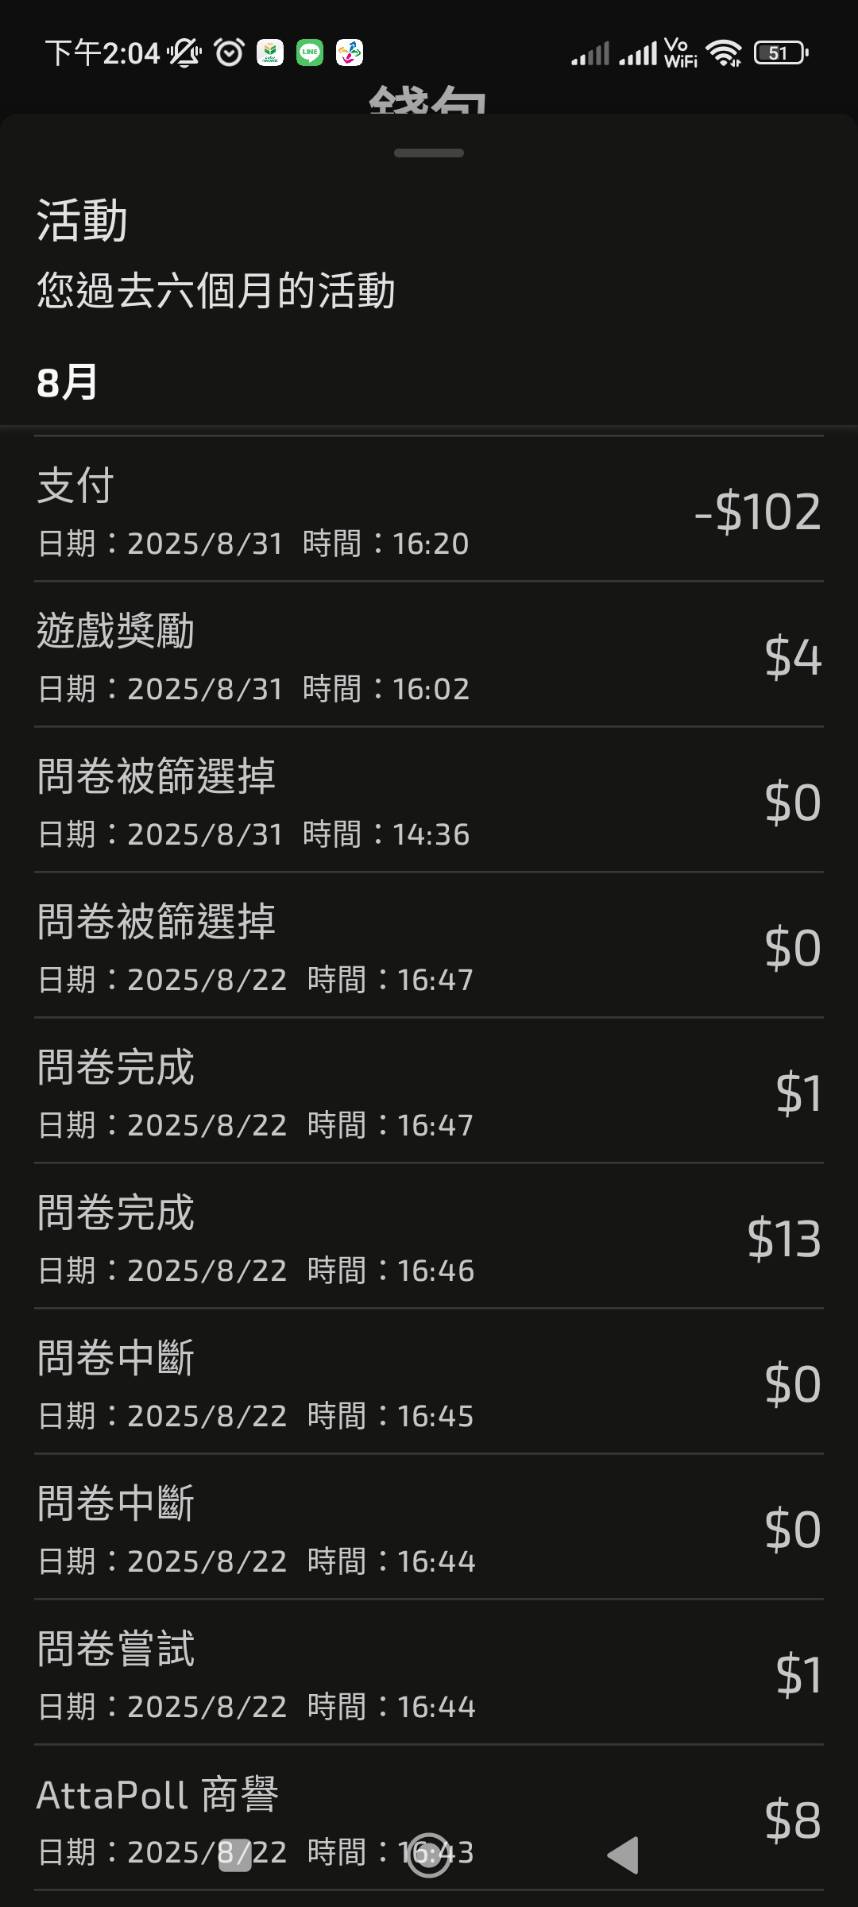 下午2:04
LINE
Vo
WiFi
51
錢包
活動
您過去六個月的活動
8月
支付
-$102
日期：2025/8/31 時間：16:20
遊戲獎勵
$4
日期：2025/8/31 時間：16:02
問卷被篩選掉
$0
日期：2025/8/31 時間：14:36
問卷被篩選掉
$0
日期：2025/8/22 時間：16:47
問卷完成
$1
日期：2025/8/22 時間：16:47
問卷完成
$13
日期：2025/8/22 時間：16:46
問卷中斷
$0
日期：2025/8/22 時間：16:45
問卷中斷
$0
日期：2025/8/22 時間：16:44
問卷嘗試
$1
日期：2025/8/22 時間：16:44
AttaPoll 商譽
$8
日期：2025/8/22 時間：16:43